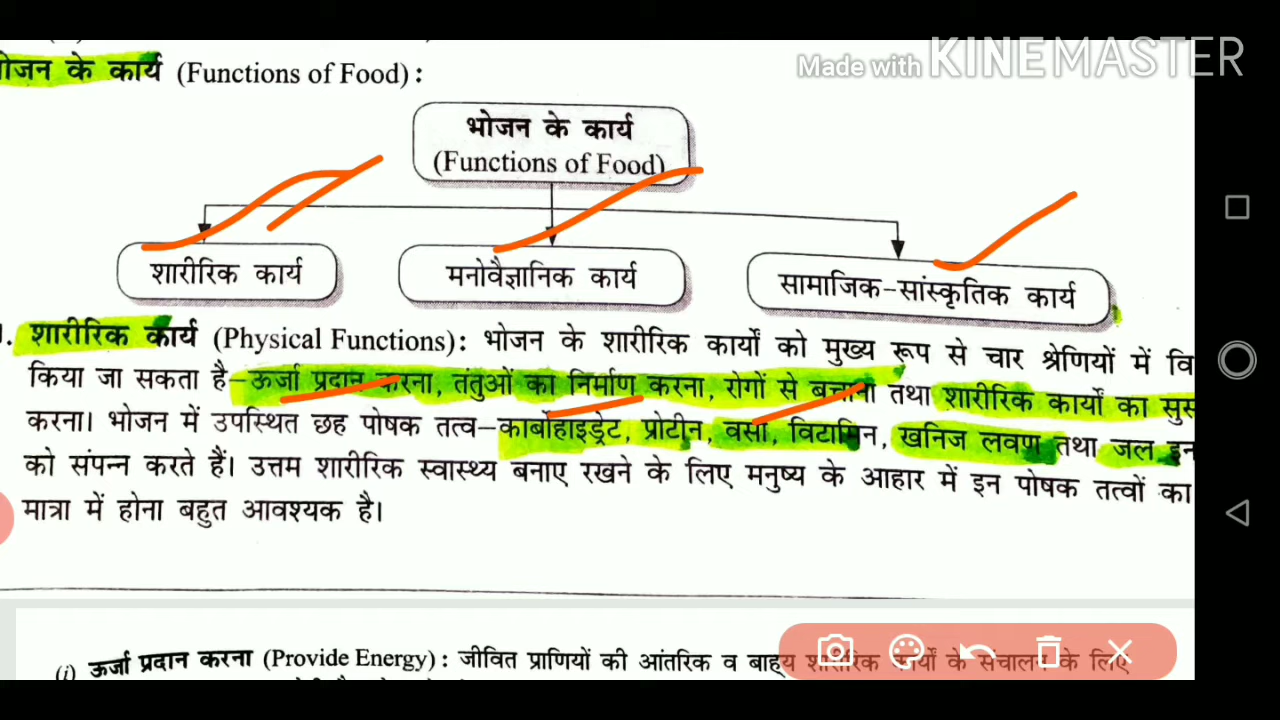 Made with KINEMASTER
भोजन के कार्य (Functions of Food) :
भोजन के कार्य
(Functions of Food)
शारीरिक कार्य
मनोवैज्ञानिक कार्य
सामाजिक-सांस्कृतिक कार्य
शारीरिक कार्य (Physical Functions): भोजन के शारीरिक कार्यों को मुख्य रूप से चार श्रेणियों में
किया जा सकता है-ऊर्जा प्रदान करना, तंतुओं का निर्माण करना, रोगों से बचाना तथा शारीरिक कार्यों का
करना। भोजन में उपस्थित छह पोषक तत्व-कार्बोहाइड्रेट, प्रोटीन, वसा, विटामिन, खनिज लवण तथा जल
को संपन्न करते हैं। उत्तम शारीरिक स्वास्थ्य बनाए रखने के लिए मनुष्य के आहार में इन पोषक तत्वों का
मात्रा में होना बहुत आवश्यक है।
(i) ऊर्जा प्रदान करना (Provide Energy) : जीवित प्राणियों की आंतरिक व बाह्य शारीरिक कार्यों के संचालन के लिए